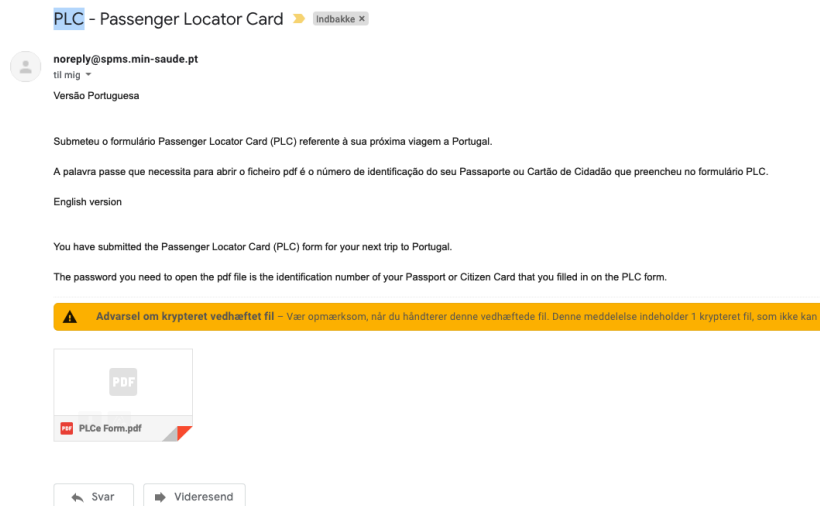 PLC - Passenger Locator Card Indbakke ×
noreply@spms.min-saude.pt
til mig
Versão Portuguesa
Submeteu o formulário Passenger Locator Card (PLC) referente à sua próxima viagem a Portugal.
A palavra passe que necessita para abrir o ficheiro pdf é o número de identificação do seu Passaporte ou Cartão de Cidadão que preencheu no formulário PLC.
English version
You have submitted the Passenger Locator Card (PLC) form for your next trip to Portugal.
The password you need to open the pdf file is the identification number of your Passport or Citizen Card that you filled in on the PLC form.
Advarsel om krypteret vedhæftet fil – Vær opmærksom, når du håndterer denne vedhæftede fil. Denne meddelelse indeholder 1 krypteret fil, som ikke kan
PDF
PDF PLCe Form.pdf
Svar Videresend